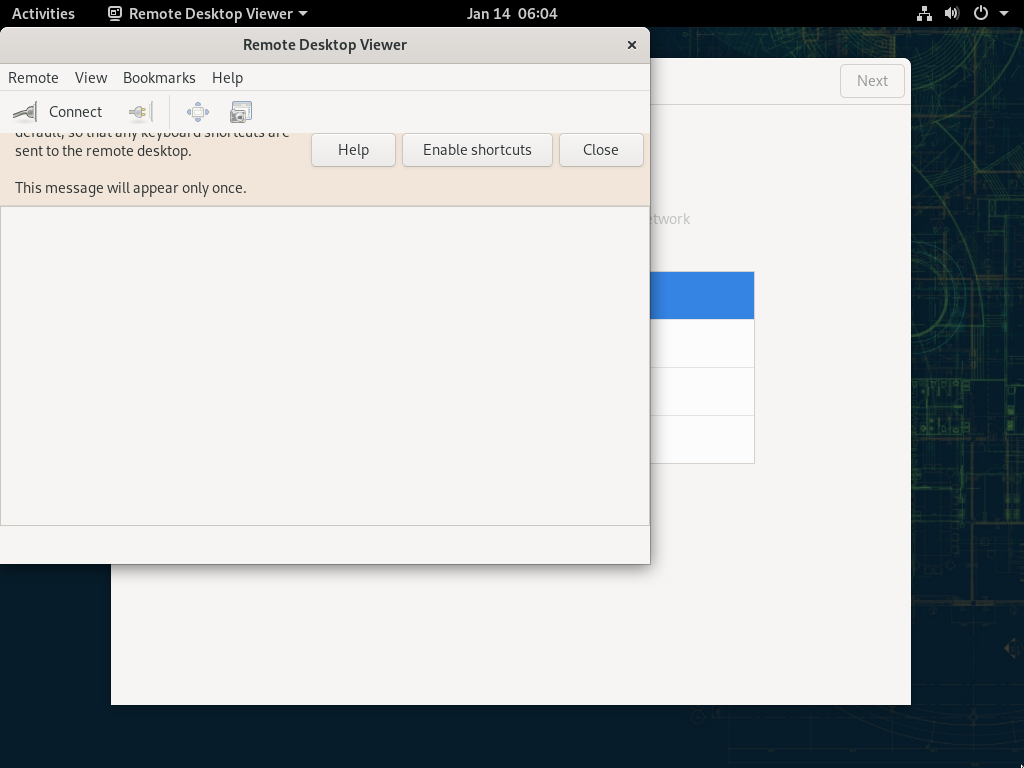 Activities
Remote Desktop Viewer
Jan 14 06:04
Remote Desktop Viewer
Next
Remote View Bookmarks Help
Connect
default, so that any keyboard shortcuts are
sent to the remote desktop.
Help
Enable shortcuts
Close
This message will appear only once.